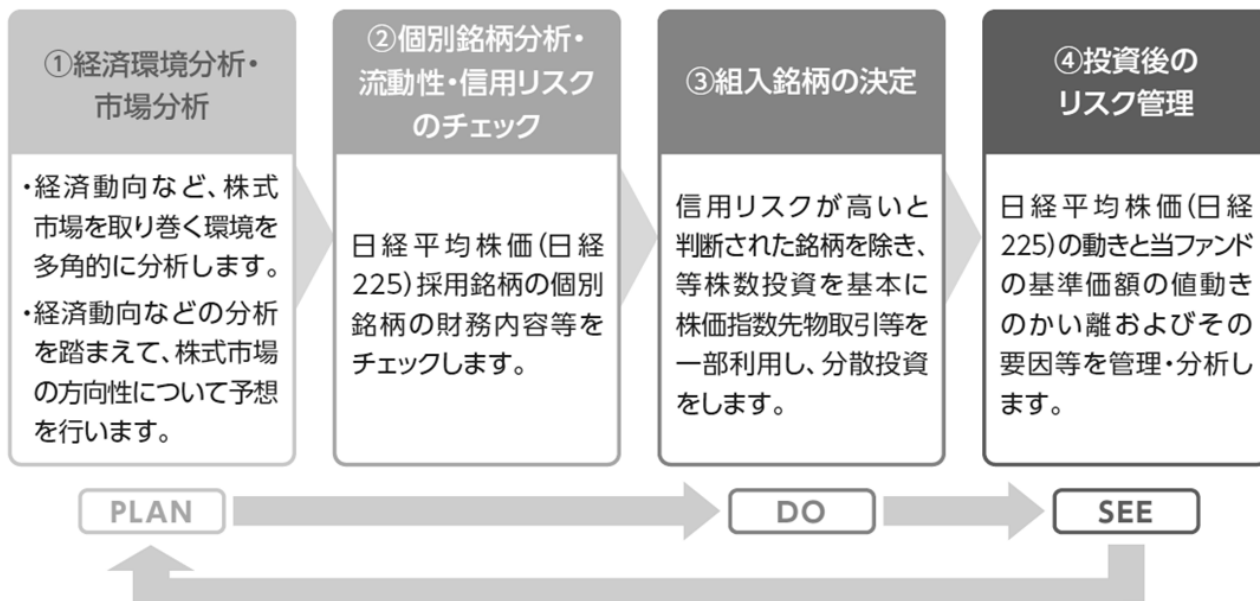 ①経済環境分析・
市場分析
・経済動向など、株式
市場を取り巻く環境を
多角的に分析します。
・経済動向などの分析
を踏まえて、株式市場
の方向性について予想
を行います。
②個別銘柄分析・
流動性・信用リスク
のチェック
日経平均株価(日経
225)採用銘柄の個別
銘柄の財務内容等を
チェックします。
③組入銘柄の決定
信用リスクが高いと
判断された銘柄を除き、
等株数投資を基本に
株価指数先物取引等を
一部利用し、分散投資
をします。
④投資後の
リスク管理
日経平均株価(日経
225)の動きと当ファンド
の基準価額の値動き
のかい離およびその
要因等を管理・分析し
ます。
PLAN
DO
SEE